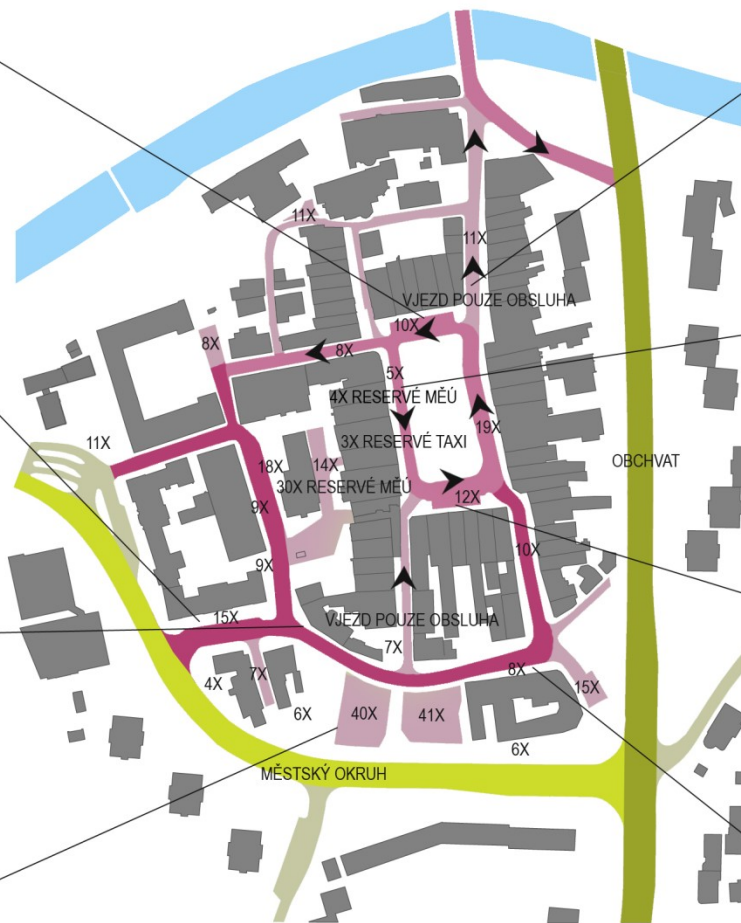 11X
11X
VJEZD POUZE OBSLUHA
10X
8X
8X
5X
4X RESERVÉ MĚÚ
19X
3X RESERVÉ TAXI
11X
OBCHVAT
18X
14X
30X RESERVÉ MĚÚ
12X
9X
10X
9X
15X
VJEZD POUZE OBSLUHA
7X
8X
7X
4X
15X
6X
40X
41X
6X
MĚSTSKÝ OKRUH